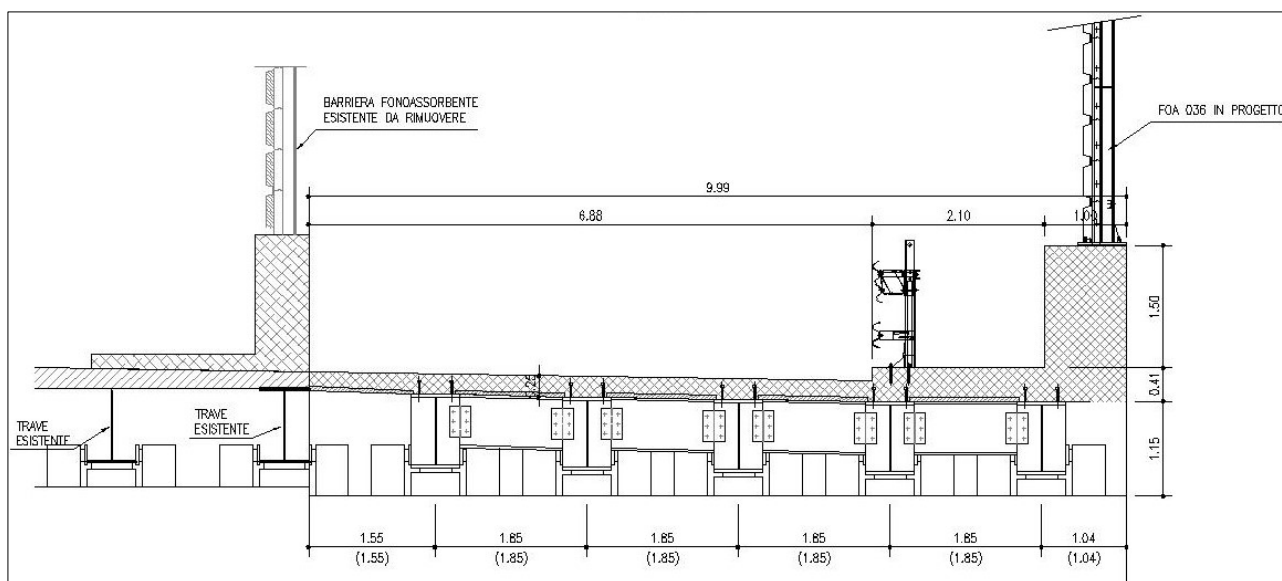 BARRIERA FONOASSORBENTE
ESISTENTE DA RIMUOVERE
FOA 036 IN PROGETTO
9.99
6.88
2.10
1.00
1.50
0.41
1.15
TRAVE
ESISTENTE
TRAVE
ESISTENTE
1.55
1.85
1.85
1.85
1.85
1.04
(1.55)
(1.85)
(1.85)
(1.85)
(1.85)
(1.04)